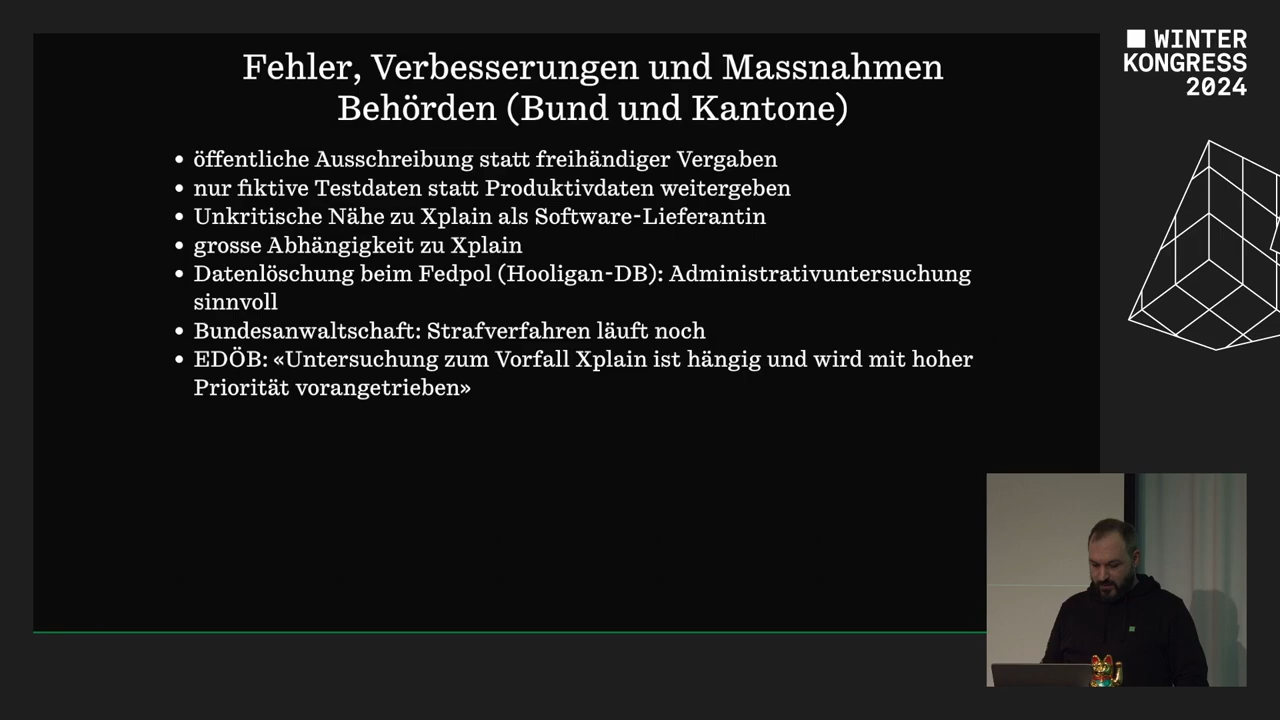 Fehler, Verbesserungen und Massnahmen
Behörden (Bund und Kantone)
• öffentliche Ausschreibung statt freihändiger Vergaben
• nur fiktive Testdaten statt Produktivdaten weitergeben
• Unkritische Nähe zu Xplain als Software-Lieferantin
• grosse Abhängigkeit zu Xplain
• Datenlöschung beim Fedpol (Hooligan-DB): Administrativuntersuchung
sinnvoll
• Bundesanwaltschaft: Strafverfahren läuft noch
• EDÖB: «Untersuchung zum Vorfall Xplain ist hängig und wird mit hoher
Priorität vorangetrieben»
WINTER
KONGRESS
2024